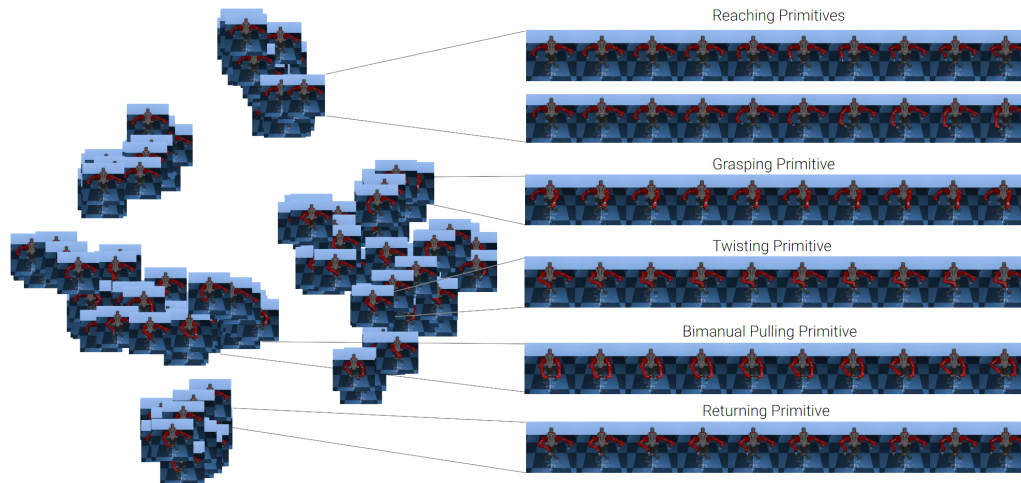 Reaching Primitives
Grasping Primitive
Twisting Primitive
Bimanual Pulling Primitive
Returning Primitive